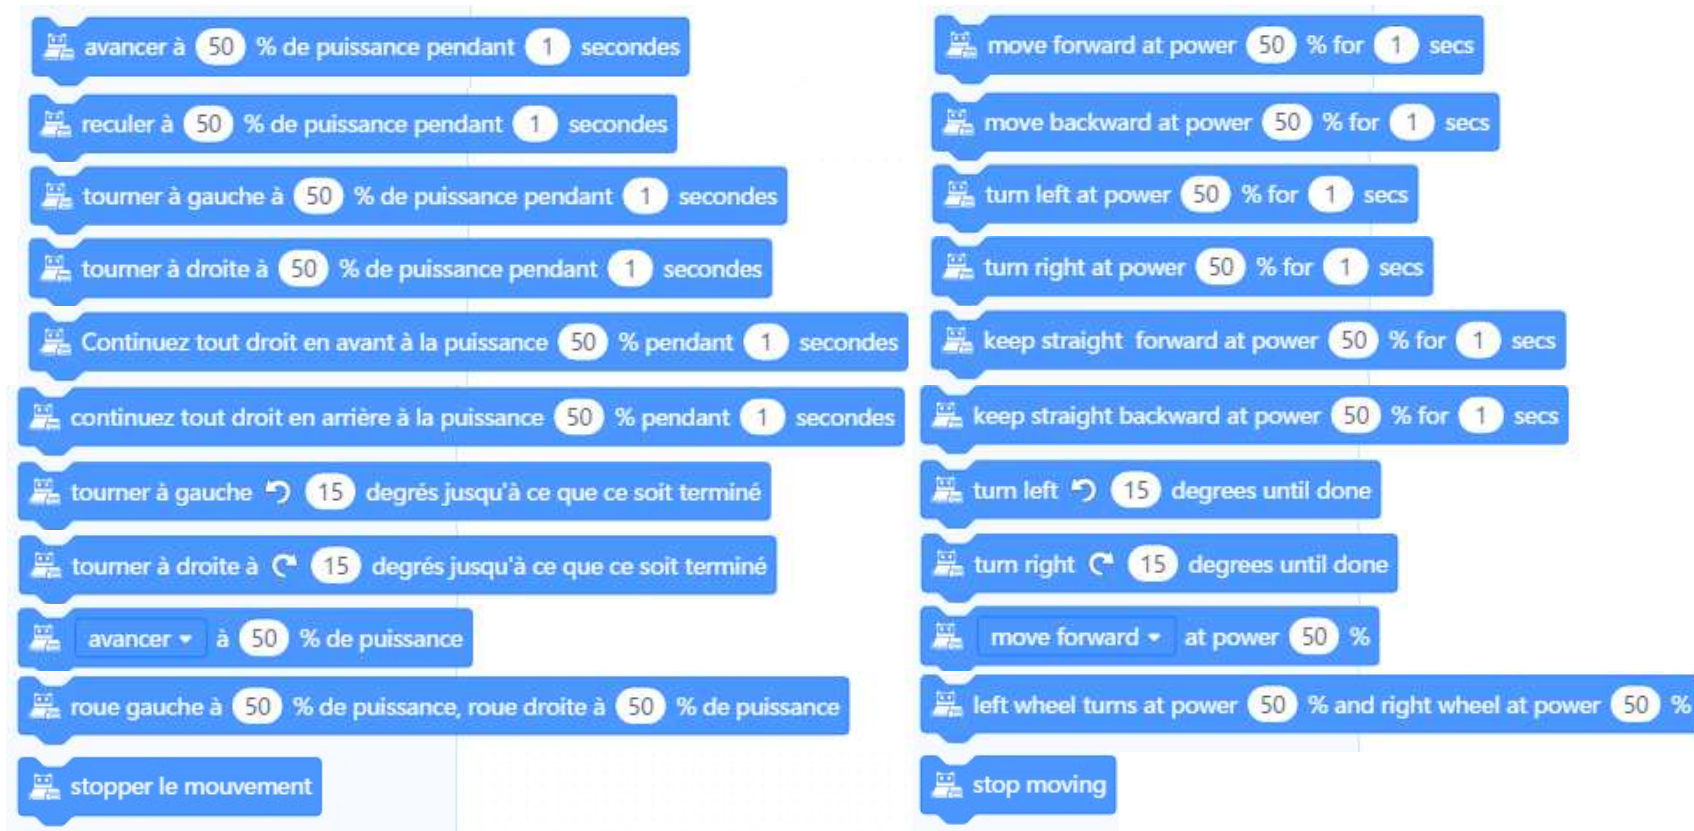 avancer à 50 % de puissance pendant 1 secondes
reculer à 50 % de puissance pendant 1 secondes
tourner à gauche à 50 % de puissance pendant 1 secondes
tourner à droite à 50 % de puissance pendant 1 secondes
Continuez tout droit en avant à la puissance 50 % pendant 1 secondes
continuez tout droit en arrière à la puissance 50 % pendant 1 secondes
tourner à gauche 15 degrés jusqu'à ce que ce soit terminé
tourner à droite à 15 degrés jusqu'à ce que ce soit terminé
avancer à 50 % de puissance
roue gauche à 50 % de puissance, roue droite à 50 % de puissance
stopper le mouvement
move forward at power 50 % for 1 secs
move backward at power 50 % for 1 secs
turn left at power 50 % for 1 secs
turn right at power 50 % for 1 secs
keep straight forward at power 50 % for 1 secs
keep straight backward at power 50 % for 1 secs
turn left 15 degrees until done
turn right 15 degrees until done
move forward at power 50 %
left wheel turns at power 50 % and right wheel at power 50 %
stop moving